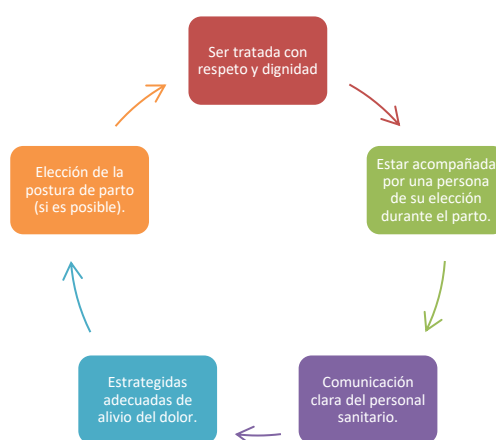 Ser tratada con
respeto y dignidad
Estar acompañada
por una persona
de su elección
durante el parto.
Comunicación
clara del personal
sanitario.
Estrategidas
adecuadas de
alivio del dolor.
Elección de la
postura de parto
(si es posible).